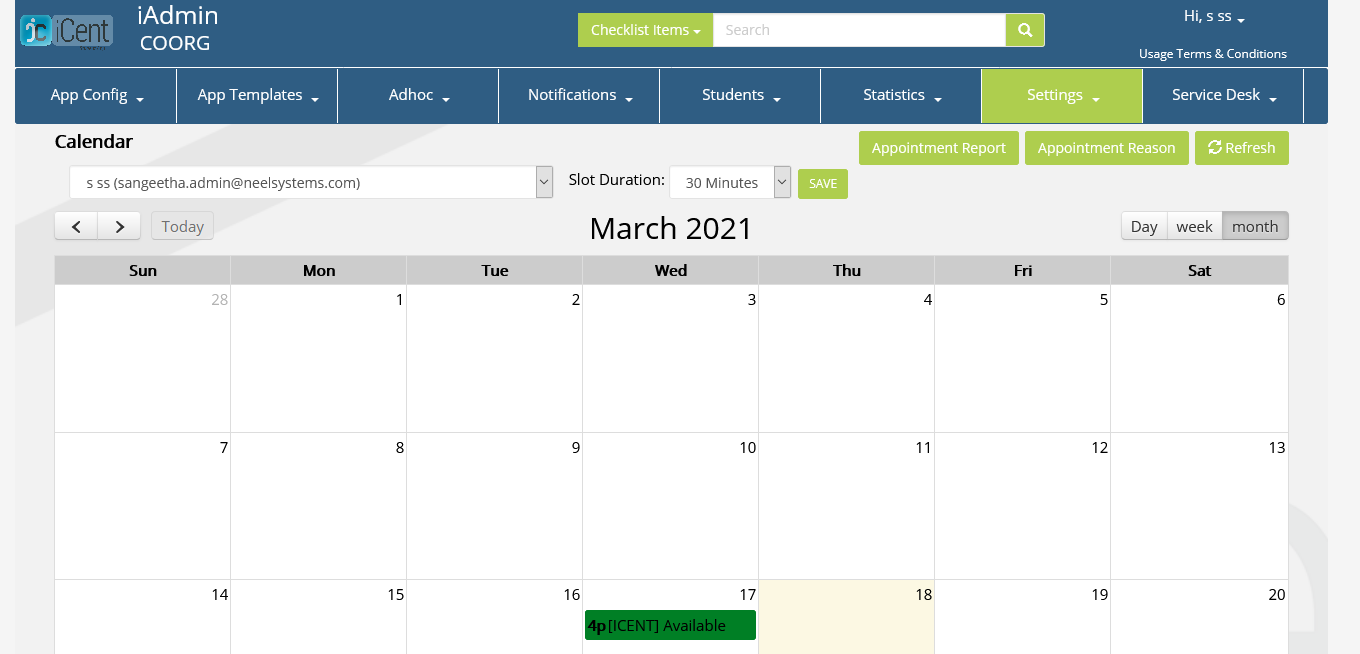 iCent
iAdmin
COORG
Checklist Items
Search
Hi, s ss
Usage Terms & Conditions
App Config
App Templates
Adhoc
Notifications
Students
Statistics
Settings
Service Desk
Calendar
Appointment Report
Appointment Reason
Refresh
s ss (sangeetha.admin@neelsystems.com)
Slot Duration:
30 Minutes
SAVE
Today
March 2021
Day
week
month
Sun Mon Tue Wed Thu Fri Sat
28 1 2 3 4 5 6
7 8 9 10 11 12 13
14 15 16 17 18 19 20
4p [ICENT] Available